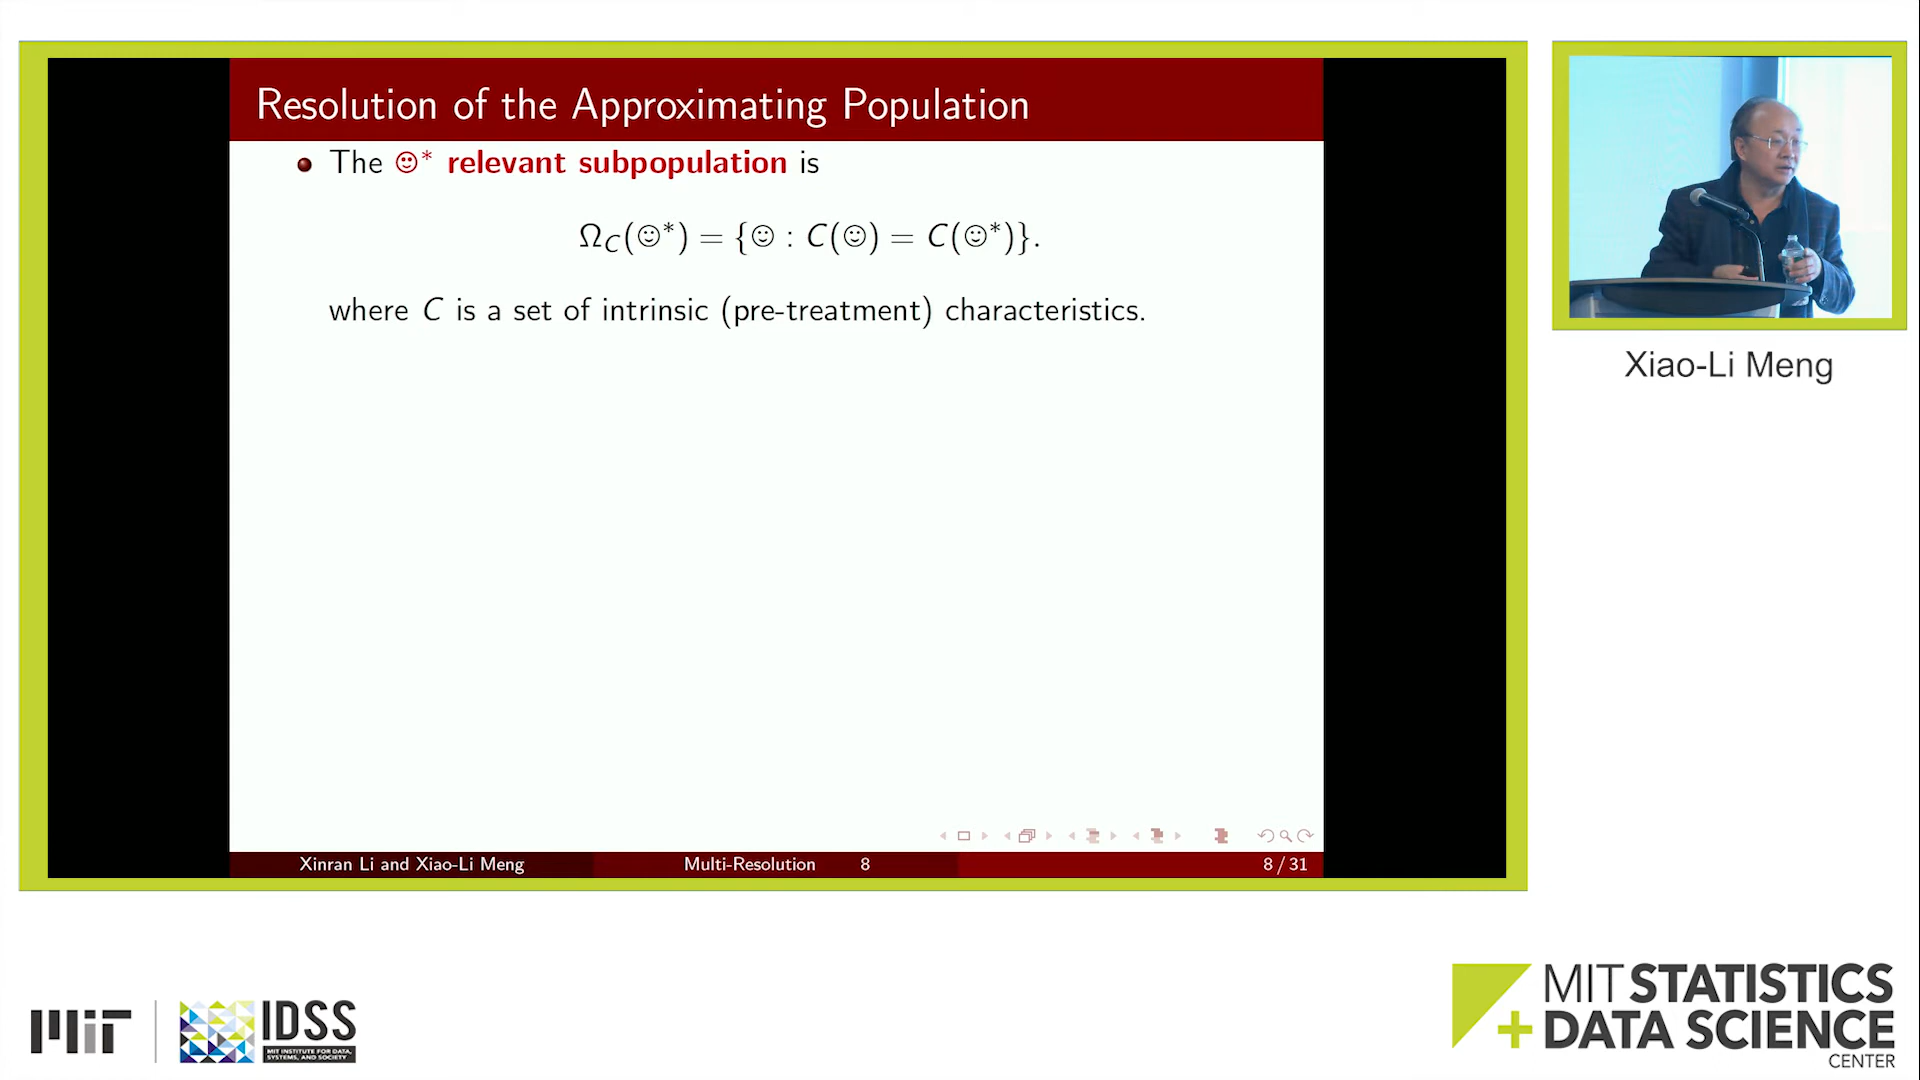 Resolution of the Approximating Population
• The ☺* relevant subpopulation is
Ω_C(☺*) = {☺ : C(☺) = C(☺*)}.
where C is a set of intrinsic (pre-treatment) characteristics.
Xinran Li and Xiao-Li Meng Multi-Resolution 8 8 / 31
Xiao-Li Meng
MIT
IDSS
MIT INSTITUTE FOR DATA,
SYSTEMS, AND SOCIETY
MIT STATISTICS
+ DATA SCIENCE
CENTER